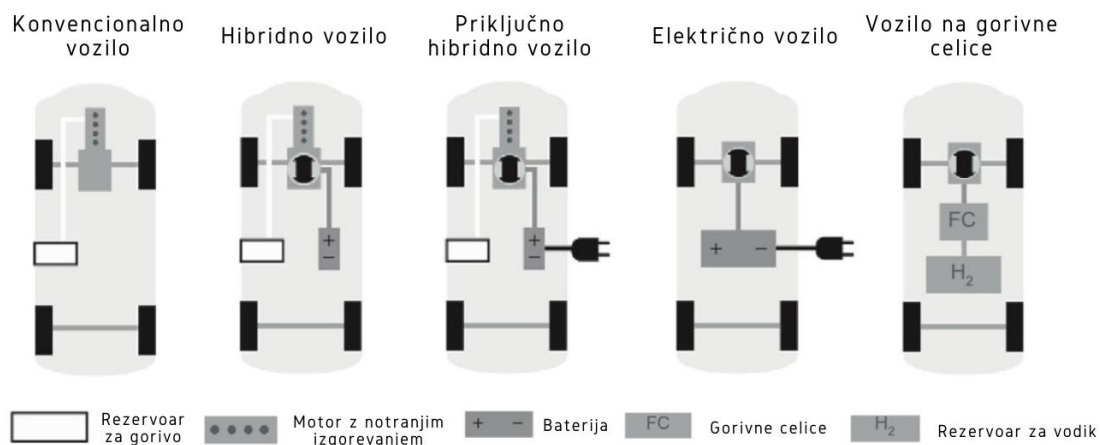 Konvencionalno
vozilo
Hibridno vozilo
Priključno
hibridno vozilo
Električno vozilo
Vozilo na gorivne
celice
+
−
+
−
+ −
FC
H₂
Rezervoar
za gorivo
Motor z notranjim
izgorevanjem
+ −
Baterija
FC
Gorivne celice
H₂
Rezervoar za vodik